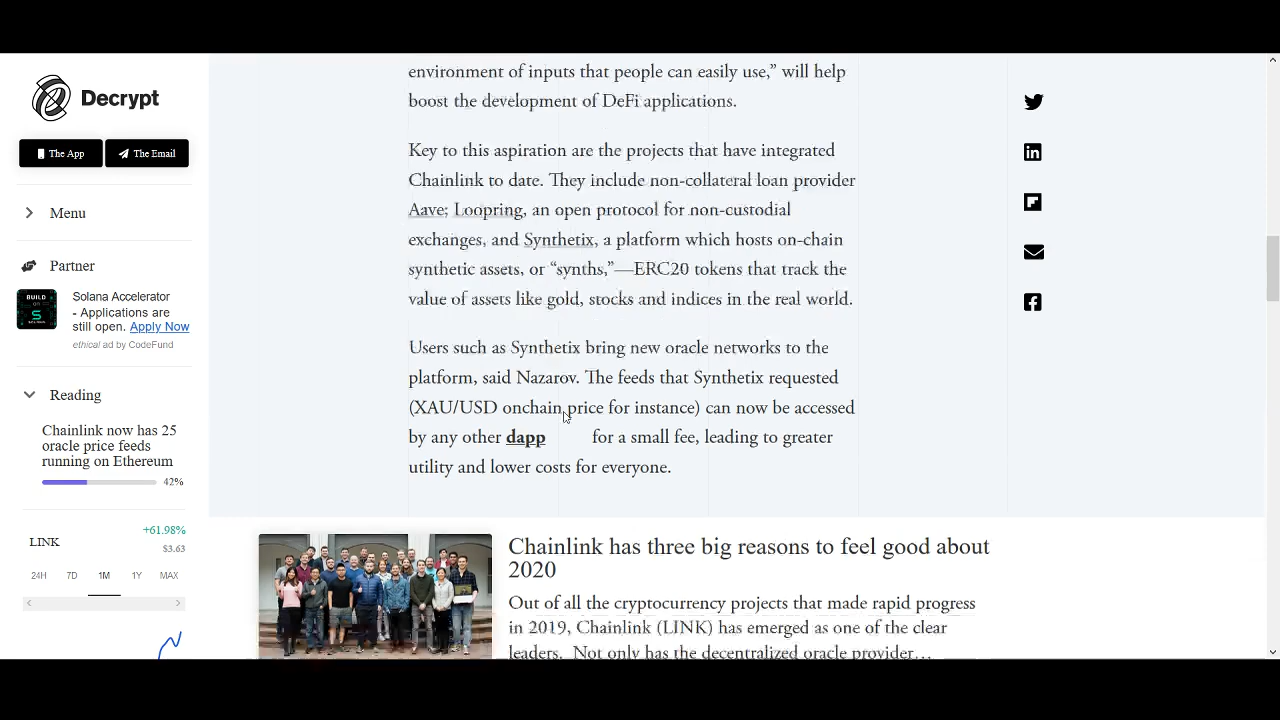 Decrypt
The App
The Email
Menu
Partner
BUILD
ON
S
Solana Accelerator
- Applications are
still open. Apply Now
ethical ad by CodeFund
Reading
Chainlink now has 25
oracle price feeds
running on Ethereum
42%
+61.98%
LINK
$3.63
24H 7D 1M 1Y MAX
environment of inputs that people can easily use,” will help
boost the development of DeFi applications.
Key to this aspiration are the projects that have integrated
Chainlink to date. They include non-collateral loan provider
Aave; Loopring, an open protocol for non-custodial
exchanges, and Synthetix, a platform which hosts on-chain
synthetic assets, or “synths,”—ERC20 tokens that track the
value of assets like gold, stocks and indices in the real world.
Users such as Synthetix bring new oracle networks to the
platform, said Nazarov. The feeds that Synthetix requested
(XAU/USD onchain price for instance) can now be accessed
by any other dapp for a small fee, leading to greater
utility and lower costs for everyone.
Chainlink has three big reasons to feel good about
2020
Out of all the cryptocurrency projects that made rapid progress
in 2019, Chainlink (LINK) has emerged as one of the clear
leaders. Not only has the decentralized oracle provider…